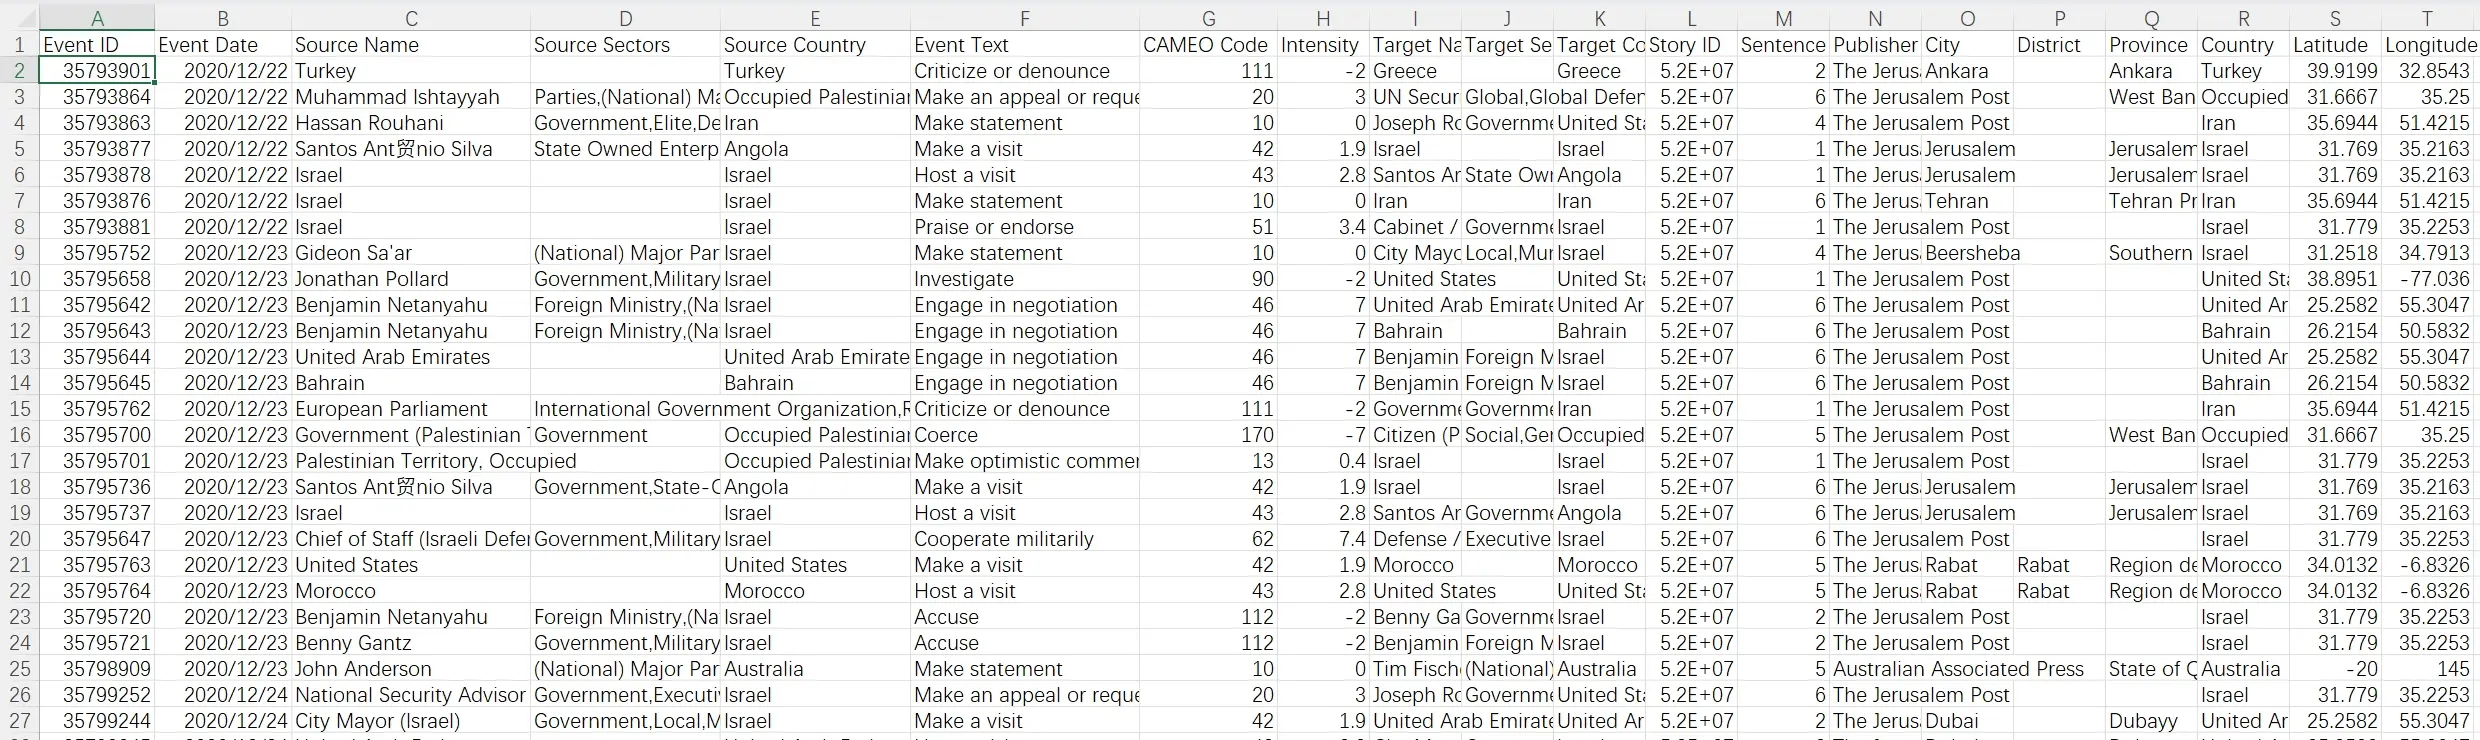 A B C D E F G H I J K L M N O P Q R S T
1 Event ID Event Date Source Name Source Sectors Source Country Event Text CAMEO Code Intensity Target Na Target Se Target Co Story ID Sentence Publisher City District Province Country Latitude Longitude
2 35793901 2020/12/22 Turkey Turkey Criticize or denounce 111 -2 Greece Greece 5.2E+07 2 The Jerus Ankara Ankara Turkey 39.9199 32.8543
3 35793864 2020/12/22 Muhammad Ishtayyah Parties,(National) Ma Occupied Palestinian Make an appeal or reque 20 3 UN Secur Global,Global Defen 5.2E+07 6 The Jerusalem Post West Ban Occupied 31.6667 35.25
4 35793863 2020/12/22 Hassan Rouhani Government,Elite,De Iran Make statement 10 0 Joseph Ro Governme United Sta 5.2E+07 4 The Jerusalem Post Iran 35.6944 51.4215
5 35793877 2020/12/22 Santos Ant贸nio Silva State Owned Enterp Angola Make a visit 42 1.9 Israel Israel 5.2E+07 1 The Jerus Jerusalem Jerusalem Israel 31.769 35.2163
6 35793878 2020/12/22 Israel Israel Host a visit 43 2.8 Santos An State Own Angola 5.2E+07 1 The Jerus Jerusalem Jerusalem Israel 31.769 35.2163
7 35793876 2020/12/22 Israel Israel Make statement 10 0 Iran Iran 5.2E+07 6 The Jerus Tehran Tehran Pr Iran 35.6944 51.4215
8 35793881 2020/12/22 Israel Israel Praise or endorse 51 3.4 Cabinet / Governme Israel 5.2E+07 1 The Jerusalem Post Israel 31.779 35.2253
9 35795752 2020/12/23 Gideon Sa'ar (National) Major Par Israel Make statement 10 0 City Mayo Local,Mun Israel 5.2E+07 4 The Jerus Beersheba Southern Israel 31.2518 34.7913
10 35795658 2020/12/23 Jonathan Pollard Government,Military Israel Investigate 90 -2 United States United Sta 5.2E+07 1 The Jerusalem Post United Sta 38.8951 -77.036
11 35795642 2020/12/23 Benjamin Netanyahu Foreign Ministry,(Na Israel Engage in negotiation 46 7 United Arab Emirate United Ar 5.2E+07 6 The Jerusalem Post United Ar 25.2582 55.3047
12 35795643 2020/12/23 Benjamin Netanyahu Foreign Ministry,(Na Israel Engage in negotiation 46 7 Bahrain Bahrain 5.2E+07 6 The Jerusalem Post Bahrain 26.2154 50.5832
13 35795644 2020/12/23 United Arab Emirates United Arab Emirate Engage in negotiation 46 7 Benjamin Foreign M Israel 5.2E+07 6 The Jerusalem Post United Ar 25.2582 55.3047
14 35795645 2020/12/23 Bahrain Bahrain Engage in negotiation 46 7 Benjamin Foreign M Israel 5.2E+07 6 The Jerusalem Post Bahrain 26.2154 50.5832
15 35795762 2020/12/23 European Parliament International Government Organization,R Criticize or denounce 111 -2 Governme Governme Iran 5.2E+07 1 The Jerusalem Post Iran 35.6944 51.4215
16 35795700 2020/12/23 Government (Palestinian T Government Occupied Palestinian Coerce 170 -7 Citizen (P Social,Gen Occupied 5.2E+07 5 The Jerusalem Post West Ban Occupied 31.6667 35.25
17 35795701 2020/12/23 Palestinian Territory, Occupied Occupied Palestinian Make optimistic commen 13 0.4 Israel Israel 5.2E+07 1 The Jerusalem Post Israel 31.779 35.2253
18 35795736 2020/12/23 Santos Ant贸nio Silva Government,State-O Angola Make a visit 42 1.9 Israel Israel 5.2E+07 6 The Jerus Jerusalem Jerusalem Israel 31.769 35.2163
19 35795737 2020/12/23 Israel Israel Host a visit 43 2.8 Santos An Governme Angola 5.2E+07 6 The Jerus Jerusalem Jerusalem Israel 31.769 35.2163
20 35795647 2020/12/23 Chief of Staff (Israeli Defen Government,Military Israel Cooperate militarily 62 7.4 Defense / Executive Israel 5.2E+07 6 The Jerusalem Post Israel 31.779 35.2253
21 35795763 2020/12/23 United States United States Make a visit 42 1.9 Morocco Morocco 5.2E+07 5 The Jerus Rabat Rabat Region de Morocco 34.0132 -6.8326
22 35795764 2020/12/23 Morocco Morocco Host a visit 43 2.8 United States United Sta 5.2E+07 5 The Jerus Rabat Rabat Region de Morocco 34.0132 -6.8326
23 35795720 2020/12/23 Benjamin Netanyahu Foreign Ministry,(Na Israel Accuse 112 -2 Benny Ga Governme Israel 5.2E+07 2 The Jerusalem Post Israel 31.779 35.2253
24 35795721 2020/12/23 Benny Gantz Government,Military Israel Accuse 112 -2 Benjamin Foreign M Israel 5.2E+07 2 The Jerusalem Post Israel 31.779 35.2253
25 35798909 2020/12/23 John Anderson (National) Major Par Australia Make statement 10 0 Tim Fisch (National) Australia 5.2E+07 5 Australian Associated Press State of Q Australia -20 145
26 35799252 2020/12/24 National Security Advisor Government,Executiv Israel Make an appeal or reque 20 3 Joseph Ro Governme United Sta 5.2E+07 6 The Jerusalem Post Israel 31.779 35.2253
27 35799244 2020/12/24 City Mayor (Israel) Government,Local,M Israel Make a visit 42 1.9 United Arab Emirate United Ar 5.2E+07 2 The Jerus Dubai Dubayy United Ar 25.2582 55.3047